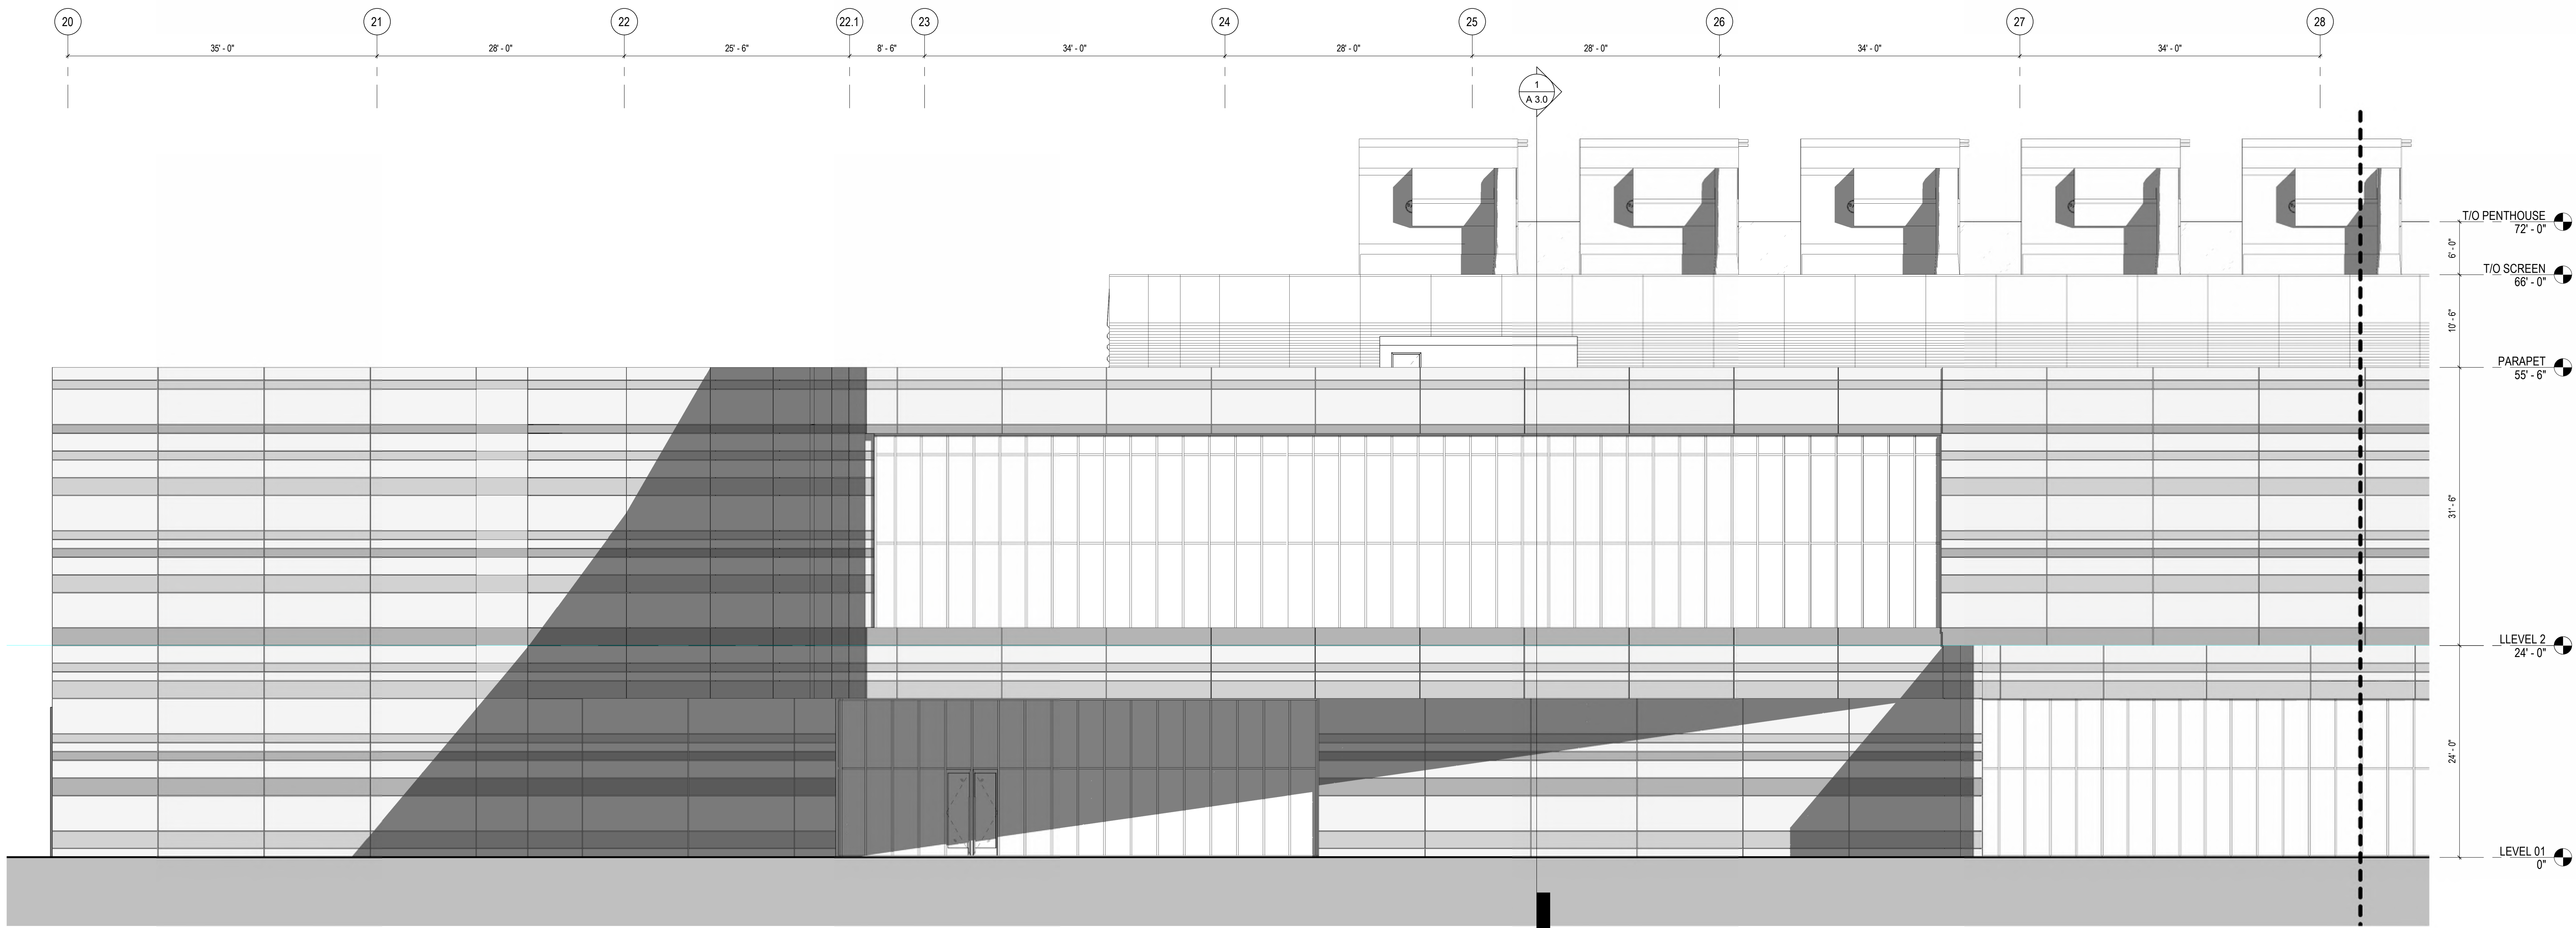 20 21 22 22.1 23 24 25 26 27 28
35' - 0" 28' - 0" 25' - 6" 8' - 6" 34' - 0" 28' - 0" 28' - 0" 34' - 0" 34' - 0"
1
A 3.0
T/O PENTHOUSE
72' - 0"
6' - 0"
T/O SCREEN
66' - 0"
10' - 6"
PARAPET
55' - 6"
31' - 6"
LLEVEL 2
24' - 0"
24' - 0"
LEVEL 01
0"